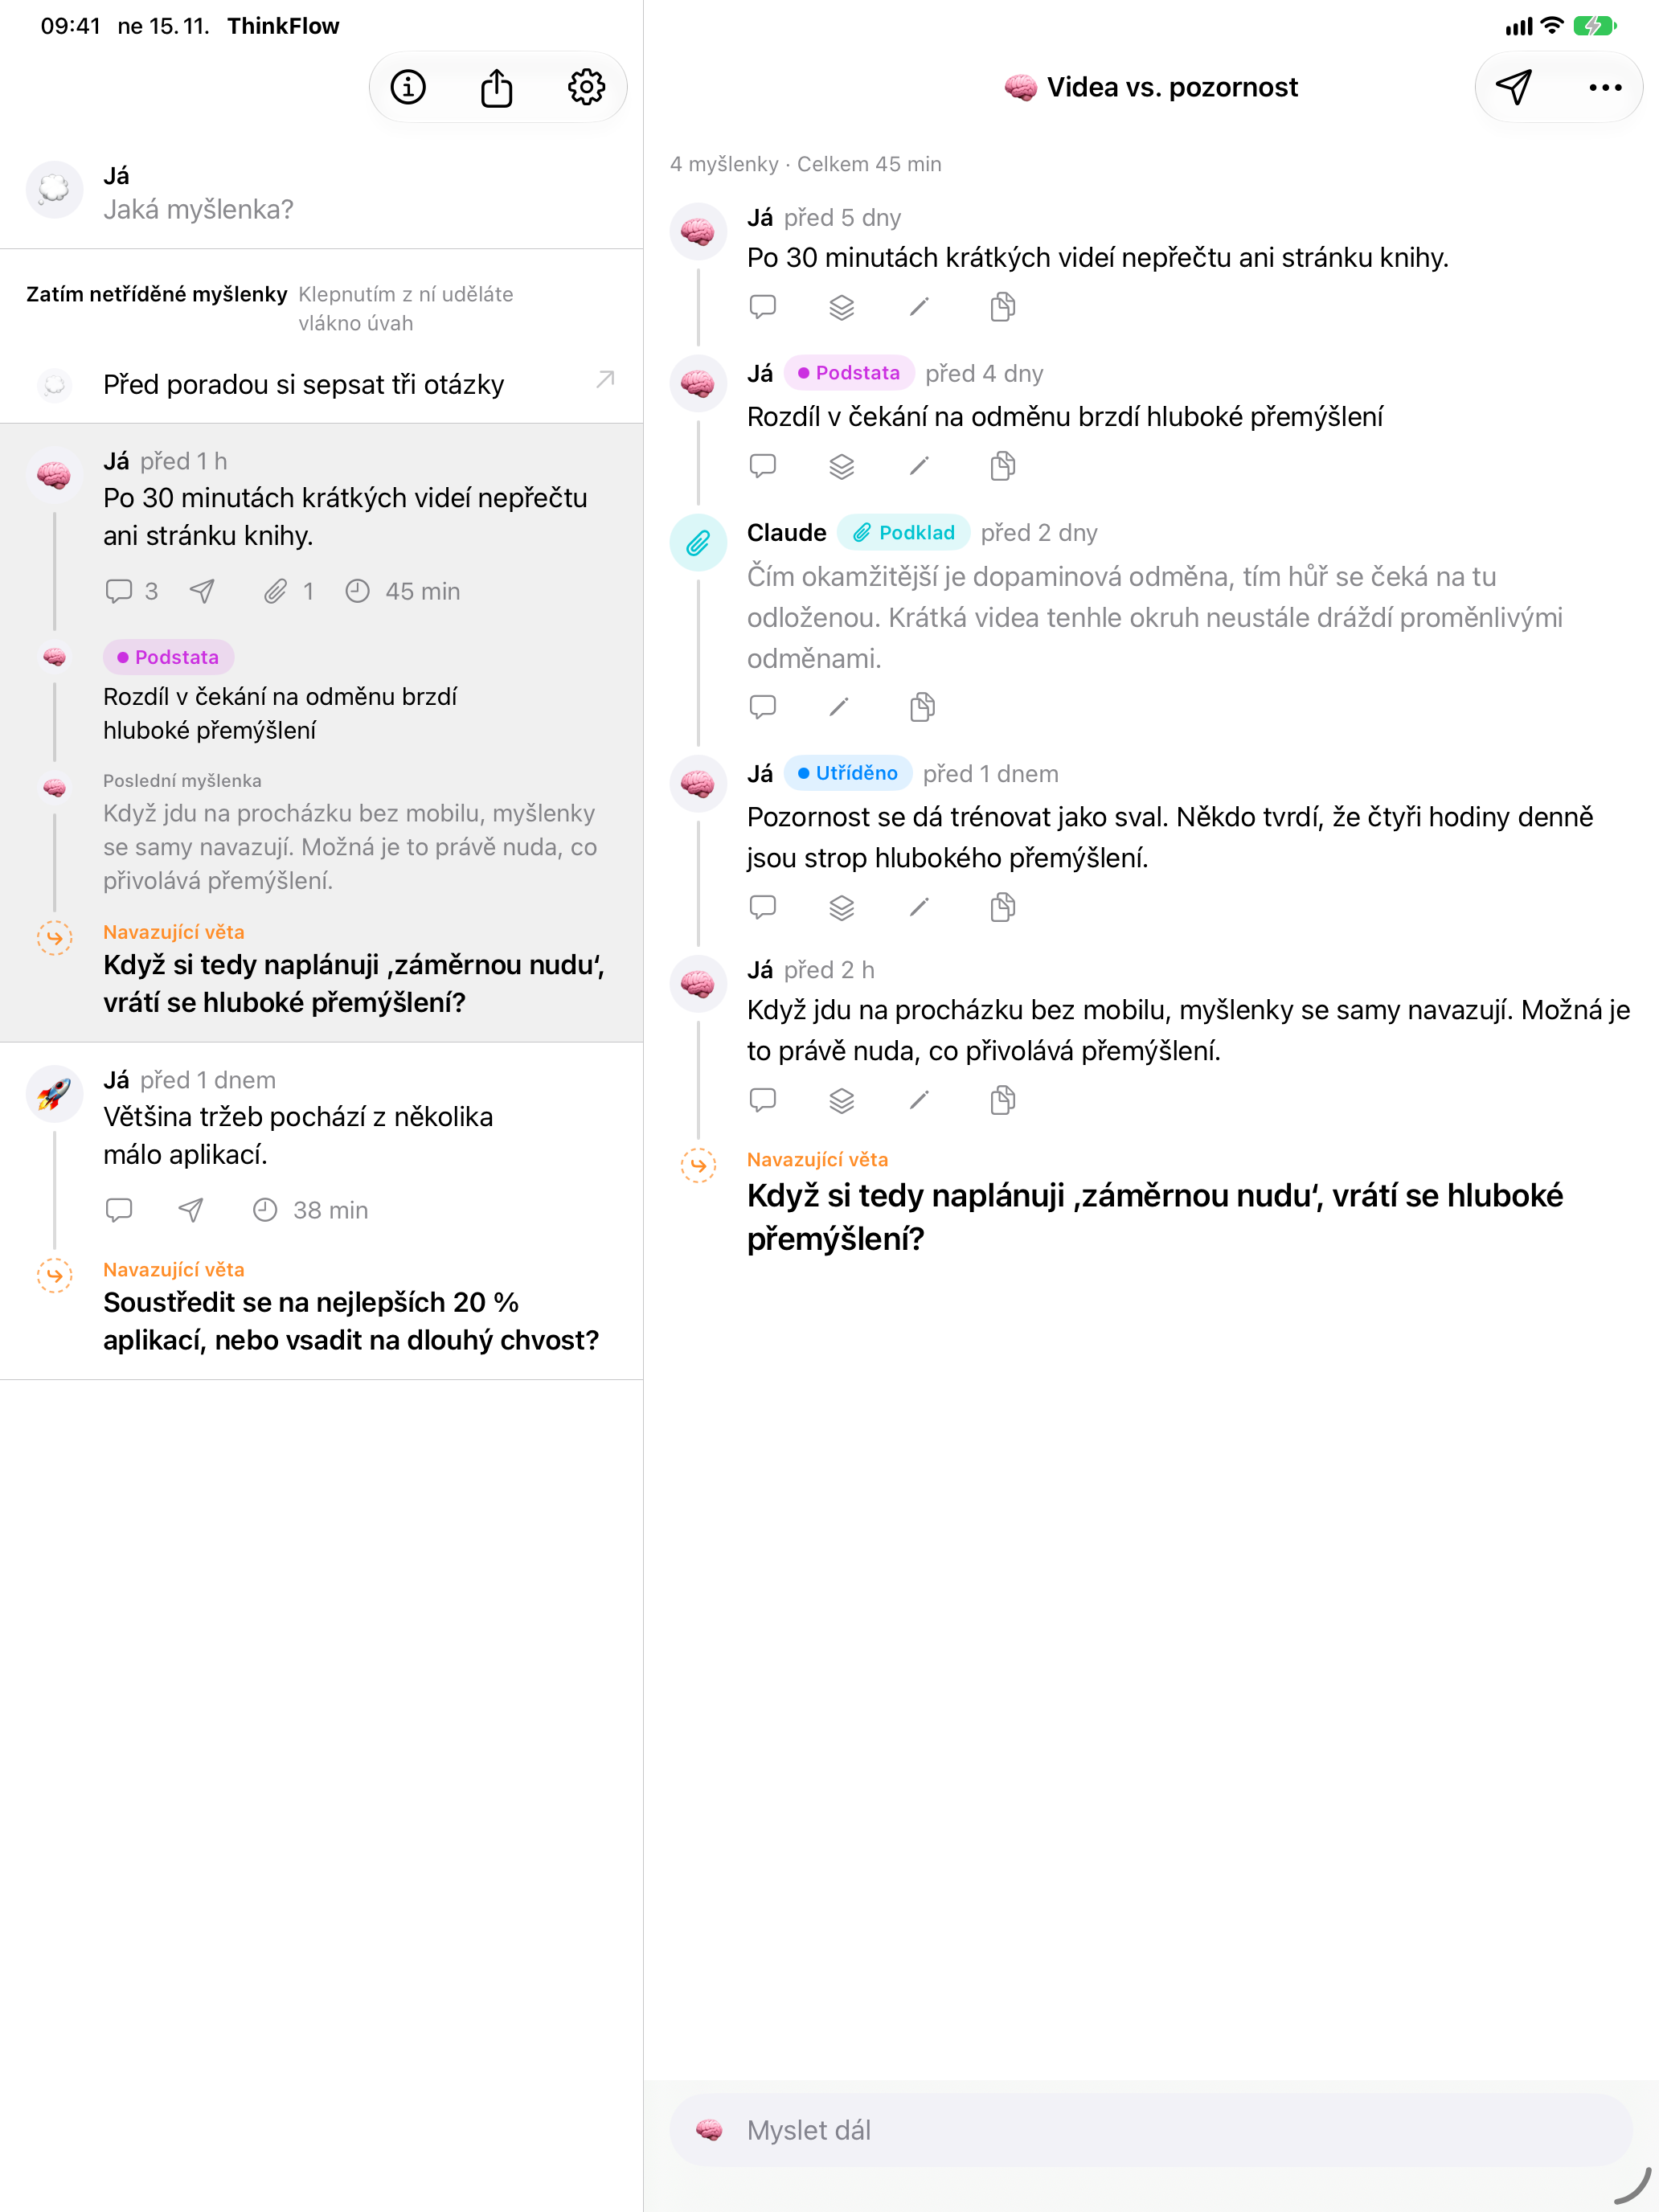 09:41 ne 15. 11. ThinkFlow
Já
Jaká myšlenka?
Zatím netříděné myšlenky Klepnutím z ní uděláte
vlákno úvah
Před poradou si sepsat tři otázky
Já před 1 h
Po 30 minutách krátkých videí nepřečtu
ani stránku knihy.
3 1 45 min
Podstata
Rozdíl v čekání na odměnu brzdí
hluboké přemýšlení
Poslední myšlenka
Když jdu na procházku bez mobilu, myšlenky
se samy navazují. Možná je to právě nuda, co
přivolává přemýšlení.
Navazující věta
Když si tedy naplánuji ‚záměrnou nudu‘,
vrátí se hluboké přemýšlení?
Já před 1 dnem
Většina tržeb pochází z několika
málo aplikací.
38 min
Navazující věta
Soustředit se na nejlepších 20 %
aplikací, nebo vsadit na dlouhý chvost?
Videa vs. pozornost
4 myšlenky · Celkem 45 min
Já před 5 dny
Po 30 minutách krátkých videí nepřečtu ani stránku knihy.
Já Podstata před 4 dny
Rozdíl v čekání na odměnu brzdí hluboké přemýšlení
Claude Podklad před 2 dny
Čím okamžitější je dopaminová odměna, tím hůř se čeká na tu
odloženou. Krátká videa tenhle okruh neustále dráždí proměnlivými
odměnami.
Já Utříděno před 1 dnem
Pozornost se dá trénovat jako sval. Někdo tvrdí, že čtyři hodiny denně
jsou strop hlubokého přemýšlení.
Já před 2 h
Když jdu na procházku bez mobilu, myšlenky se samy navazují. Možná je
to právě nuda, co přivolává přemýšlení.
Navazující věta
Když si tedy naplánuji ‚záměrnou nudu‘, vrátí se hluboké
přemýšlení?
Myslet dál